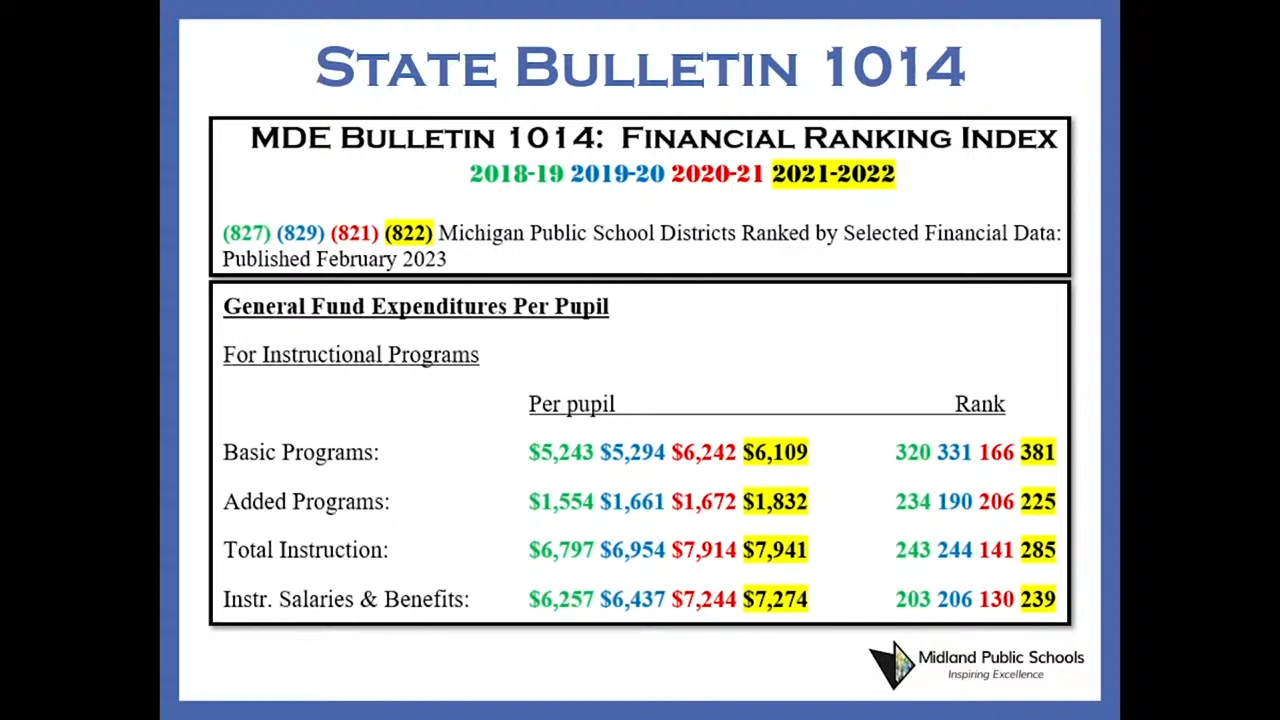 STATE BULLETIN 1014
MDE BULLETIN 1014: FINANCIAL RANKING INDEX
2018-19 2019-20 2020-21 2021-2022
(827) (829) (821) (822) Michigan Public School Districts Ranked by Selected Financial Data:
Published February 2023
General Fund Expenditures Per Pupil
For Instructional Programs
Per pupil Rank
Basic Programs: $5,243 $5,294 $6,242 $6,109 320 331 166 381
Added Programs: $1,554 $1,661 $1,672 $1,832 234 190 206 225
Total Instruction: $6,797 $6,954 $7,914 $7,941 243 244 141 285
Instr. Salaries & Benefits: $6,257 $6,437 $7,244 $7,274 203 206 130 239
Midland Public Schools
Inspiring Excellence